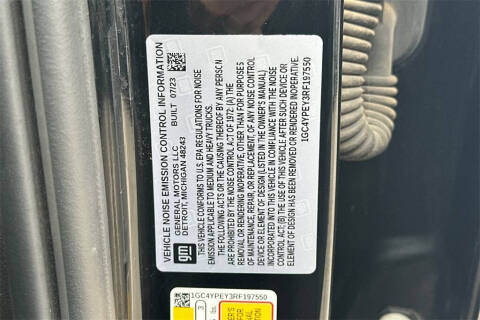 VEHICLE NOISE EMISSION CONTROL INFORMATION
GENERAL MOTORS LLC BUILT 07/23
DETROIT, MICHIGAN 48243
THIS VEHICLE CONFORMS TO U.S. EPA REGULATIONS FOR NOISE
EMISSION APPLICABLE TO MEDIUM AND HEAVY TRUCKS.
THE FOLLOWING ACTS OR THE CAUSING THEREOF BY ANY PERSON
ARE PROHIBITED BY THE NOISE CONTROL ACT OF 1972: (A) THE
REMOVAL OR RENDERING INOPERATIVE, OTHER THAN FOR PURPOSES
OF MAINTENANCE, REPAIR, OR REPLACEMENT, OF ANY NOISE CONTROL
DEVICE OR ELEMENT OF DESIGN (LISTED IN THE OWNER'S MANUAL)
INCORPORATED INTO THIS VEHICLE IN COMPLIANCE WITH THE NOISE
CONTROL ACT; (B) THE USE OF THIS VEHICLE AFTER SUCH DEVICE OR
ELEMENT OF DESIGN HAS BEEN REMOVED OR RENDERED INOPERATIVE.
1GC4YPEY3RF197550
gm
1GC4YPEY3RF197550